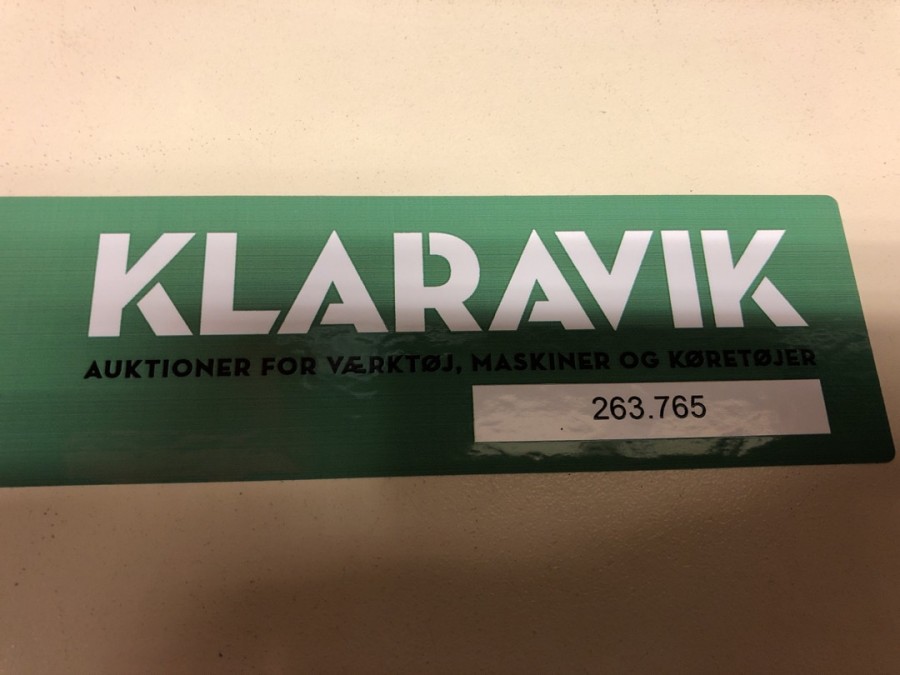 KLARAVIK
AUKTIONER FOR VÆRKTØJ, MASKINER OG KØRETØJER
263.765